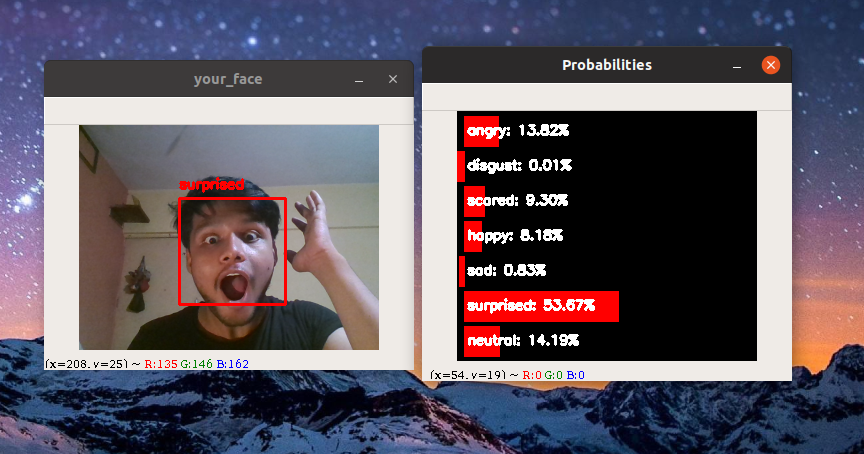 your_face
surprised
(x=208, y=25) ~ R:135 G:146 B:162
Probabilities
angry: 13.82%
disgust: 0.01%
scared: 9.30%
happy: 8.18%
sad: 0.83%
surprised: 53.67%
neutral: 14.19%
(x=54, y=19) ~ R:0 G:0 B:0